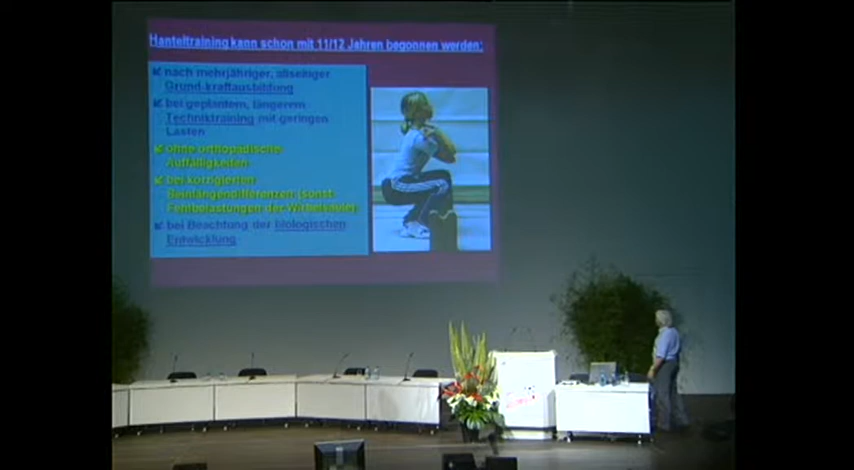 Hanteltraining kann schon mit 11/12 Jahren begonnen werden:
nach mehrjähriger, allseitiger
Grund-kraftausbildung
bei geplantem, längerem
Techniktraining mit geringen
Lasten
ohne orthopädische
Auffälligkeiten
bei korrigierten
Beinlängendifferenzen (sonst
Fehlbelastungen der Wirbelsäule)
bei Beachtung der biologischen
Entwicklung